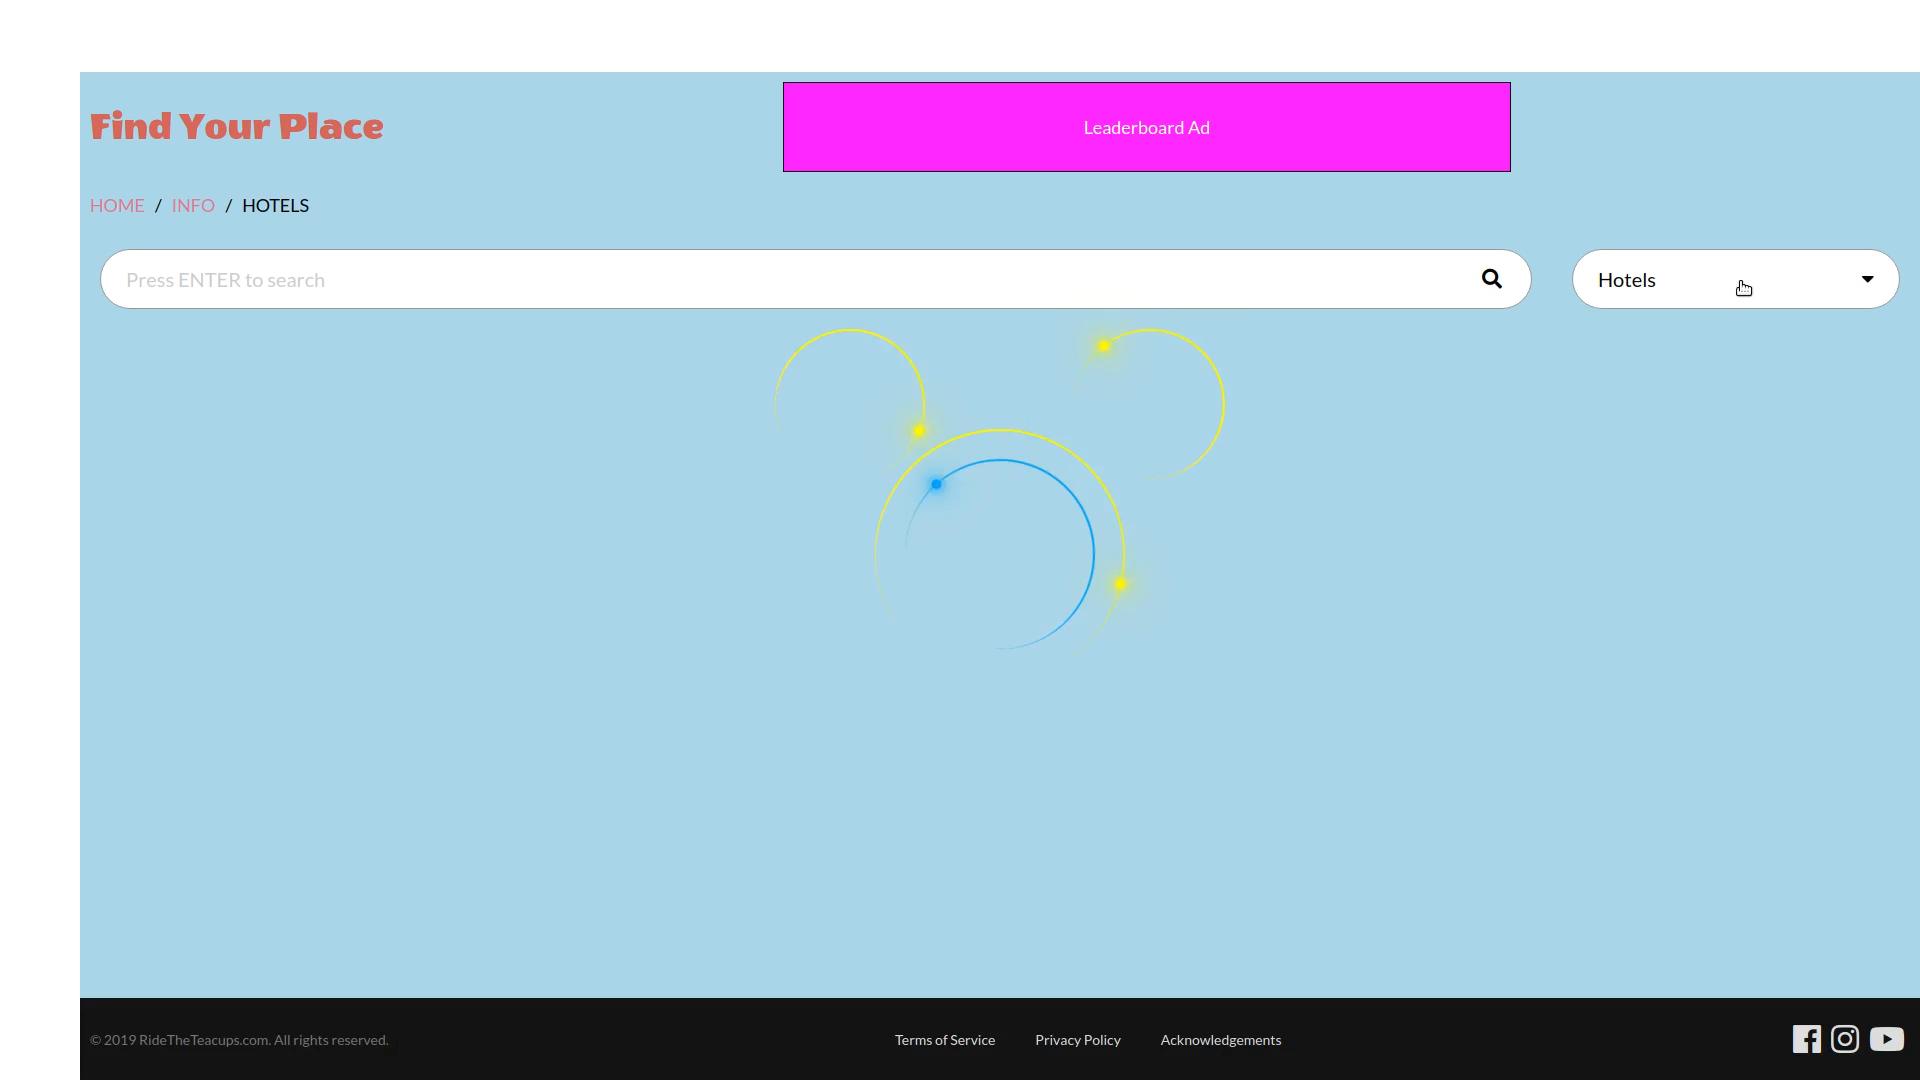 Find Your Place
Leaderboard Ad
HOME / INFO / HOTELS
Press ENTER to search
Hotels
© 2019 RideTheTeacups.com. All rights reserved.
Terms of Service
Privacy Policy
Acknowledgements